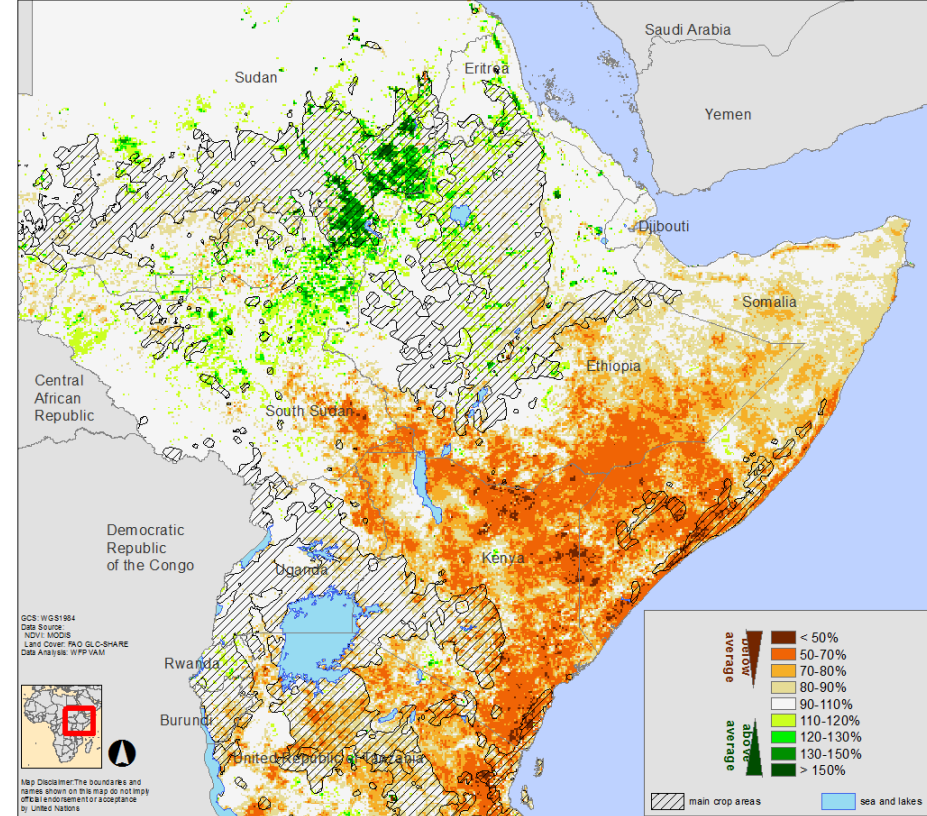 Saudi Arabia
Sudan
Eritrea
Yemen
Djibouti
Somalia
Ethiopia
Central
African
Republic
South Sudan
Democratic
Republic
of the Congo
Kenya
Uganda
GCS: WGS1984
Data Source:
NDVI: MODIS
Land Cover: FAO GLC-SHARE
Data Analysis: WFP VAM
Rwanda
Burundi
United Republic of Tanzania
Map Disclaimer:The boundaries and
names shown on this map do not imply
official endorsement or acceptance
by United Nations
below
average
< 50%
50-70%
70-80%
80-90%
90-110%
above
average
110-120%
120-130%
130-150%
> 150%
main crop areas
sea and lakes